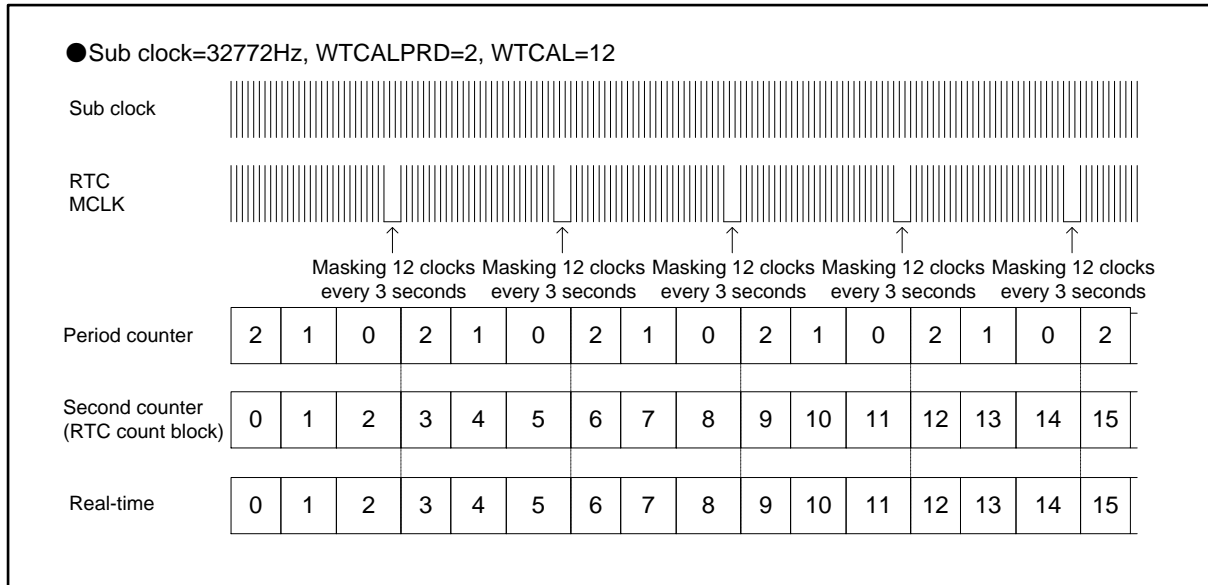 ●Sub clock=32772Hz, WTCALPRD=2, WTCAL=12
Sub clock
RTC
MCLK
Masking 12 clocks Masking 12 clocks Masking 12 clocks Masking 12 clocks Masking 12 clocks
every 3 seconds every 3 seconds every 3 seconds every 3 seconds every 3 seconds
Period counter 2 1 0 2 1 0 2 1 0 2 1 0 2 1 0 2
Second counter
(RTC count block) 0 1 2 3 4 5 6 7 8 9 10 11 12 13 14 15
Real-time 0 1 2 3 4 5 6 7 8 9 10 11 12 13 14 15